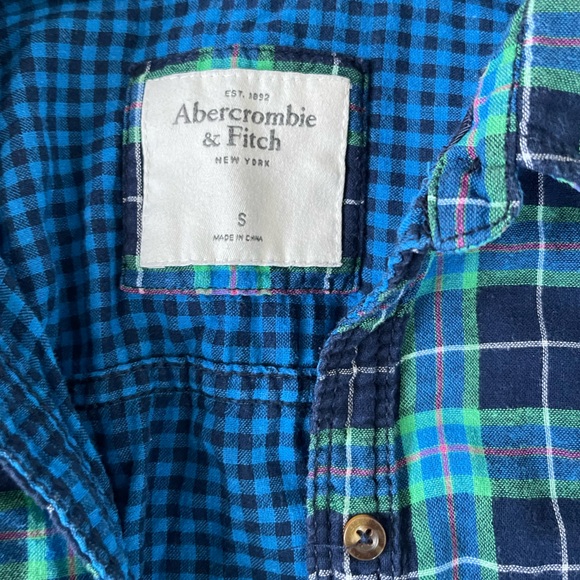 EST. 1892
Abercrombie
& Fitch
NEW YORK
S
MADE IN CHINA